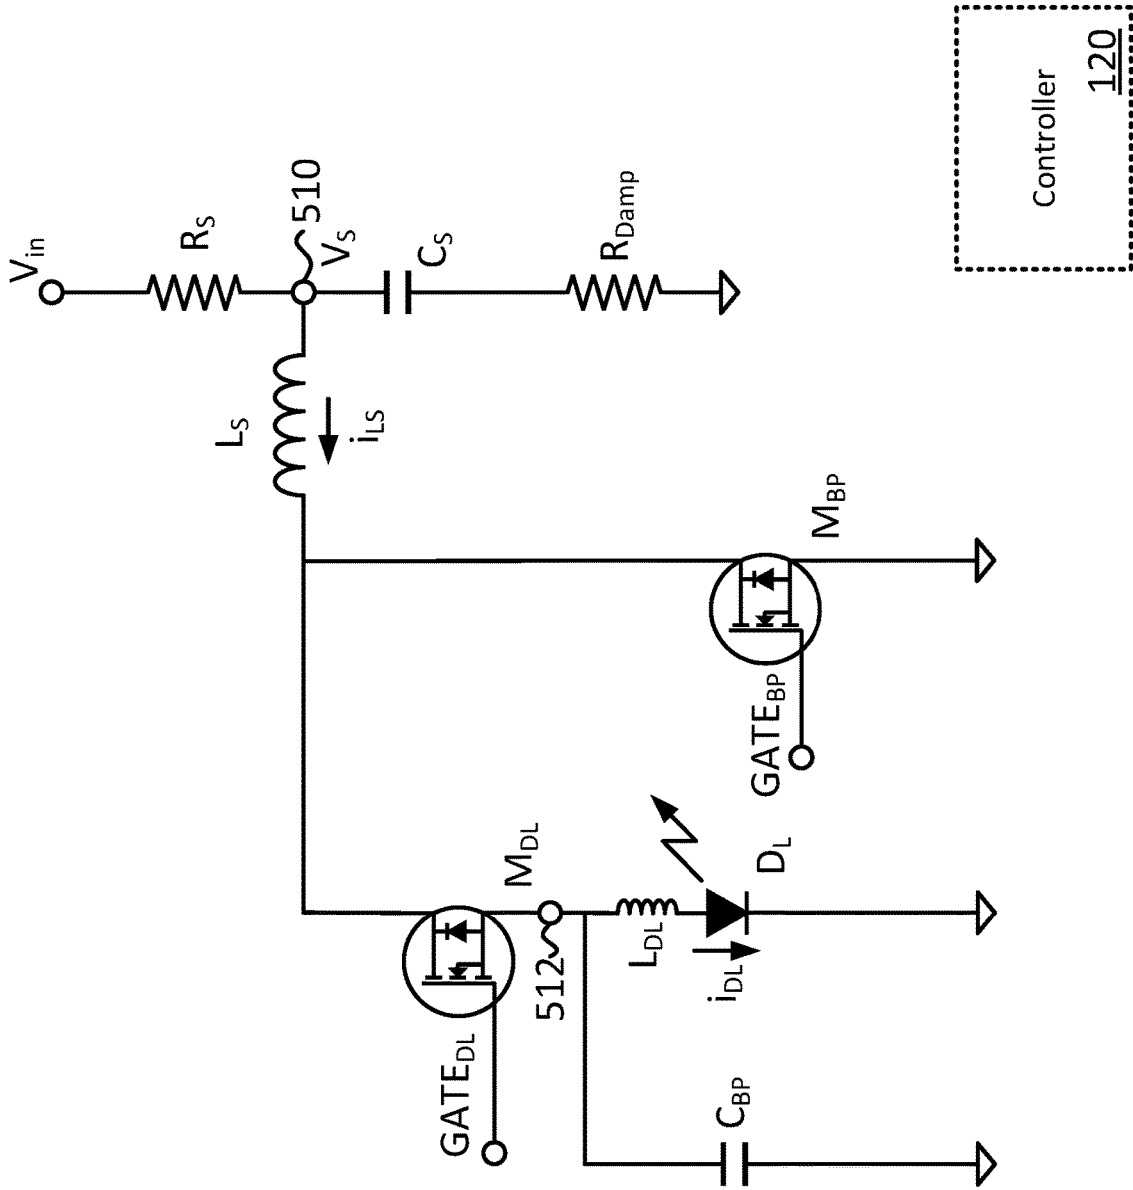 Vin
RS
510
VS
CS
RDamp
LS
iLS
MBP
GATEBP
MDL
512
GATEDL
LDL
iDL
DL
CBP
Controller
120